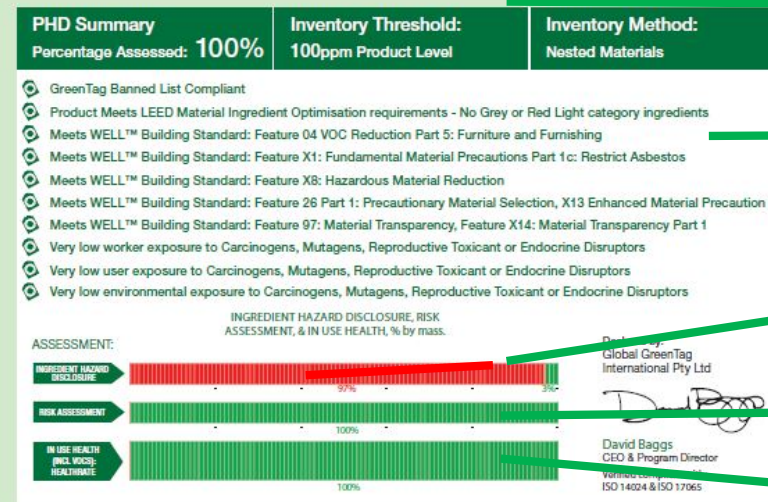 PHD Summary
Percentage Assessed: 100%
Inventory Threshold:
100ppm Product Level
Inventory Method:
Nested Materials
GreenTag Banned List Compliant
Product Meets LEED Material Ingredient Optimisation requirements - No Grey or Red Light category ingredients
Meets WELL™ Building Standard: Feature 04 VOC Reduction Part 5: Furniture and Furnishing
Meets WELL™ Building Standard: Feature X1: Fundamental Material Precautions Part 1c: Restrict Asbestos
Meets WELL™ Building Standard: Feature X8: Hazardous Material Reduction
Meets WELL™ Building Standard: Feature 26 Part 1: Precautionary Material Selection, X13 Enhanced Material Precaution
Meets WELL™ Building Standard: Feature 97: Material Transparency, Feature X14: Material Transparency Part 1
Very low worker exposure to Carcinogens, Mutagens, Reproductive Toxicant or Endocrine Disruptors
Very low user exposure to Carcinogens, Mutagens, Reproductive Toxicant or Endocrine Disruptors
Very low environmental exposure to Carcinogens, Mutagens, Reproductive Toxicant or Endocrine Disruptors
INGREDIENT HAZARD DISCLOSURE, RISK
ASSESSMENT, & IN USE HEALTH, % by mass.
ASSESSMENT:
INGREDIENT HAZARD
DISCLOSURE
97%
3%
RISK ASSESSMENT
100%
IN USE HEALTH
(INCL VOCS):
HEALTHRATE
100%
by:
Global GreenTag
International Pty Ltd
David Baggs
CEO & Program Director
ISO 14024 & ISO 17065